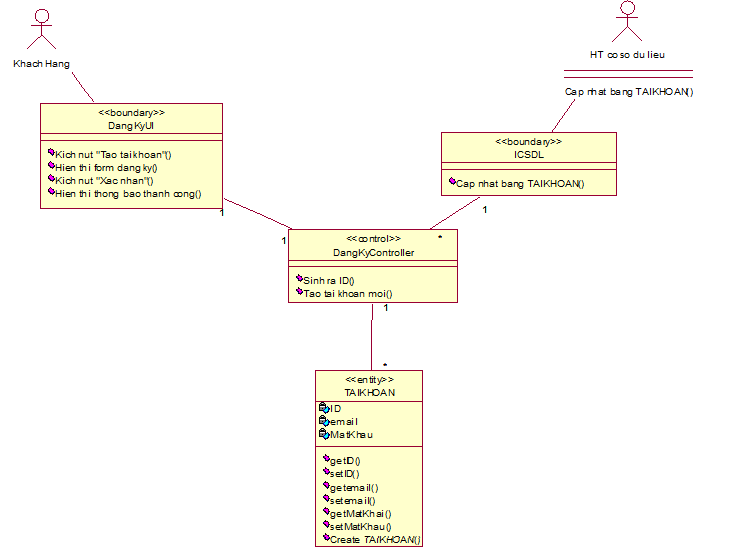 Khach Hang
HT co so du lieu
Cap nhat bang TAIKHOAN()
<<boundary>>
DangKyUI
Kich nut "Tao tai khoan"()
Hien thi form dang ky()
Kich nut "Xac nhan"()
Hien thi thong bao thanh cong()
1
<<boundary>>
ICSDL
Cap nhat bang TAIKHOAN()
1
1
*
<<control>>
DangKyController
Sinh ra ID()
Tao tai khoan moi()
1
*
<<entity>>
TAIKHOAN
ID
email
MatKhau
getID()
setID()
getemail()
setemail()
getMatKhai()
setMatKhau()
Create TAIKHOAN()